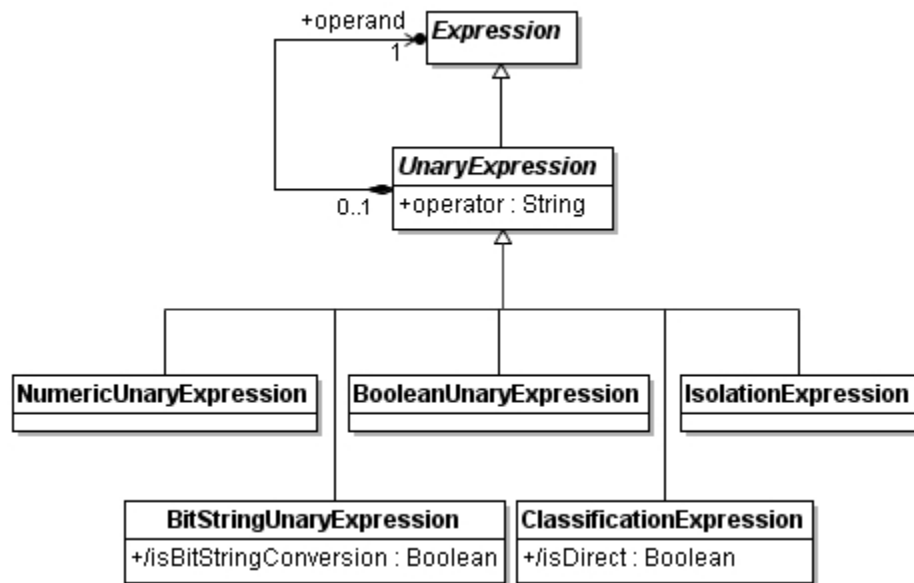 +operand
Expression
1
UnaryExpression
0..1
+operator : String
NumericUnaryExpression
BooleanUnaryExpression
IsolationExpression
BitStringUnaryExpression
+/isBitStringConversion : Boolean
ClassificationExpression
+/isDirect : Boolean